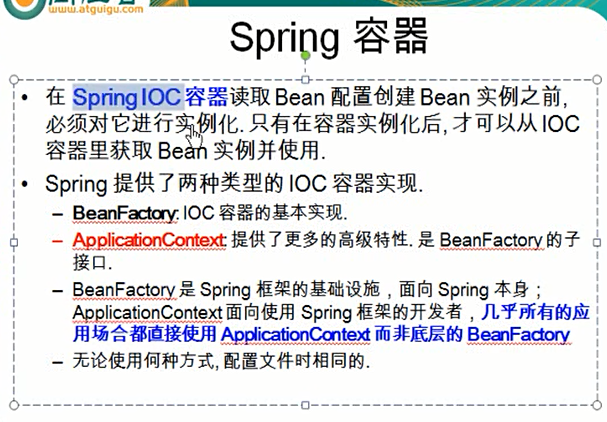 www.atguigu.com
Spring 容器
• 在 Spring IOC 容器读取 Bean 配置创建 Bean 实例之前,
必须对它进行实例化. 只有在容器实例化后, 才可以从 IOC
容器里获取 Bean 实例并使用.
• Spring 提供了两种类型的 IOC 容器实现.
– BeanFactory: IOC 容器的基本实现.
– ApplicationContext: 提供了更多的高级特性. 是 BeanFactory 的子
接口.
– BeanFactory 是 Spring 框架的基础设施，面向 Spring 本身；
ApplicationContext 面向使用 Spring 框架的开发者，几乎所有的应
用场合都直接使用 ApplicationContext 而非底层的 BeanFactory
– 无论使用何种方式, 配置文件时相同的.